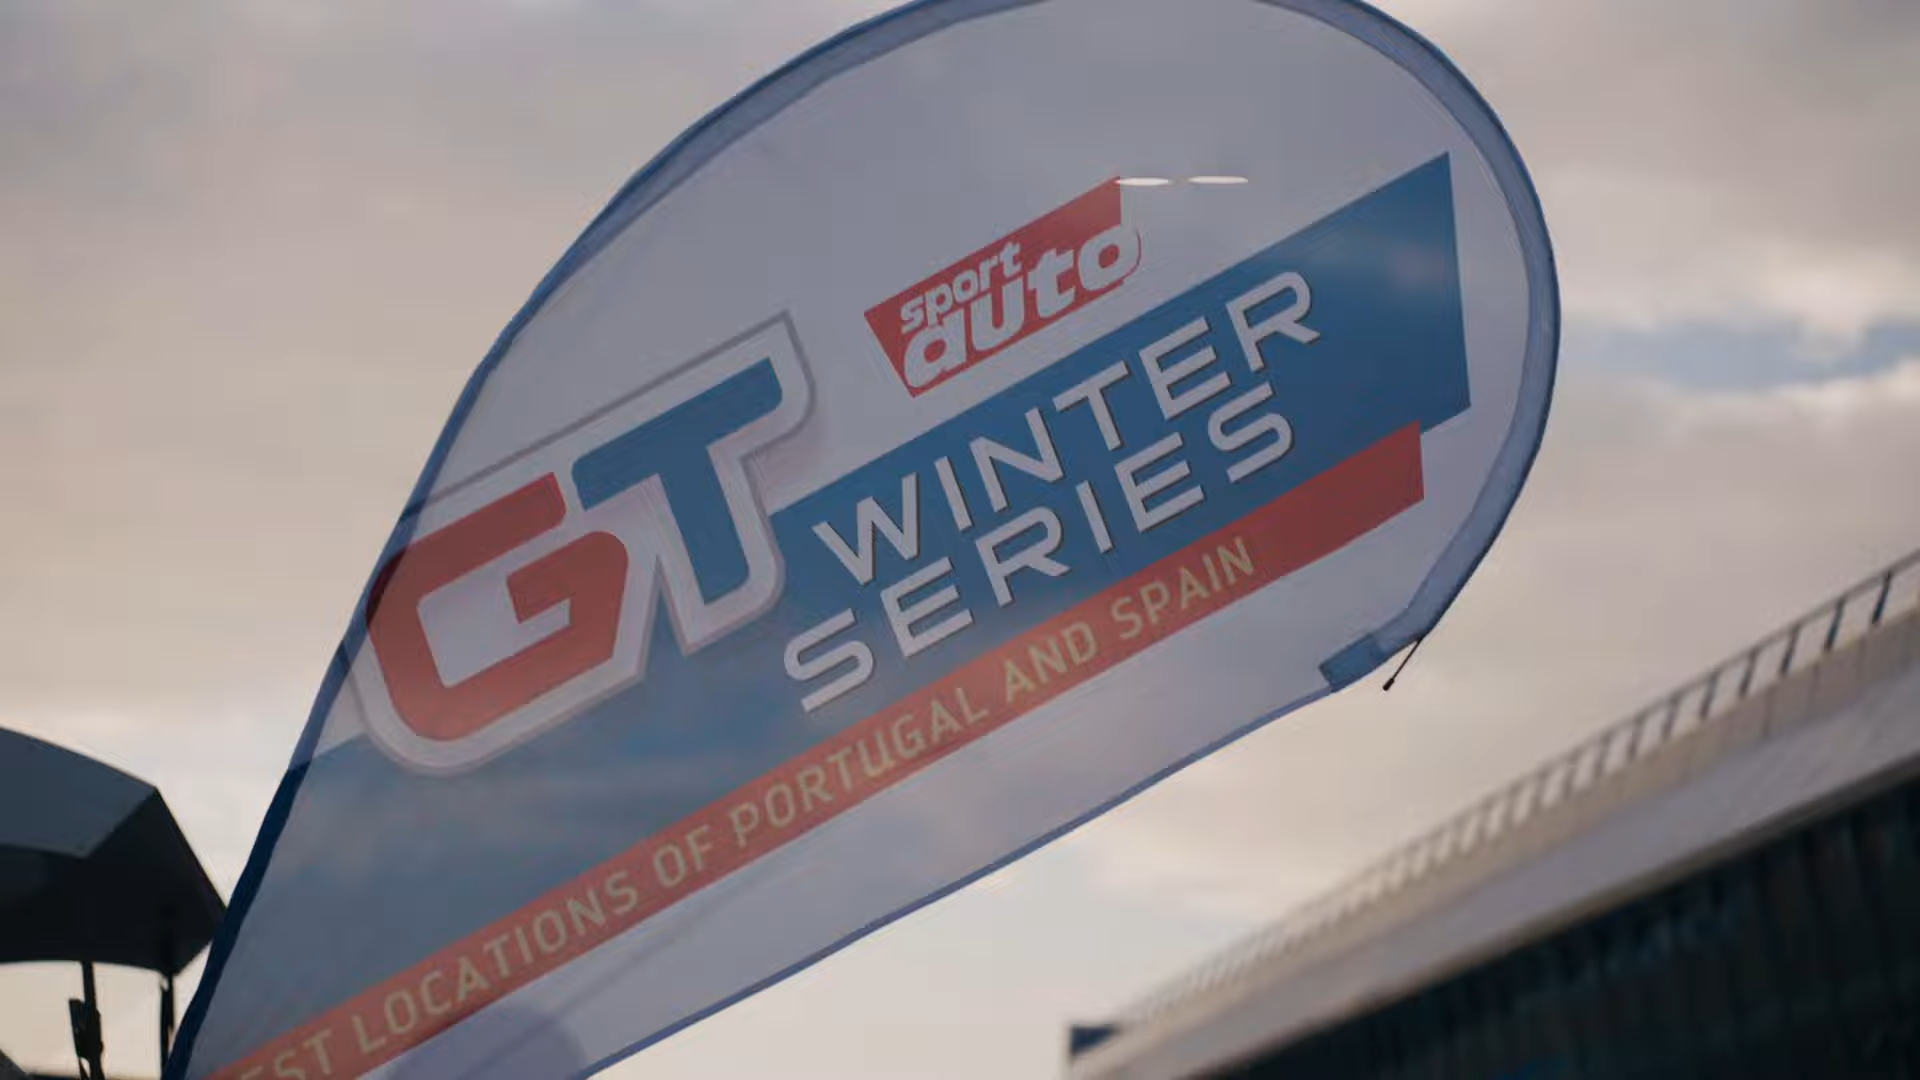 sport
auto
GT
WINTER
SERIES
EST LOCATIONS OF PORTUGAL AND SPAIN